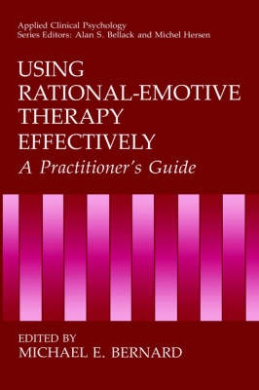 Applied Clinical Psychology
Series Editors: Alan S. Bellack and Michel Hersen
USING
RATIONAL-EMOTIVE
THERAPY
EFFECTIVELY
A Practitioner's Guide
EDITED BY
MICHAEL E. BERNARD